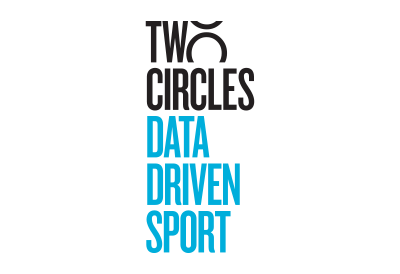 TWO
CIRCLES
DATA
DRIVEN
SPORT